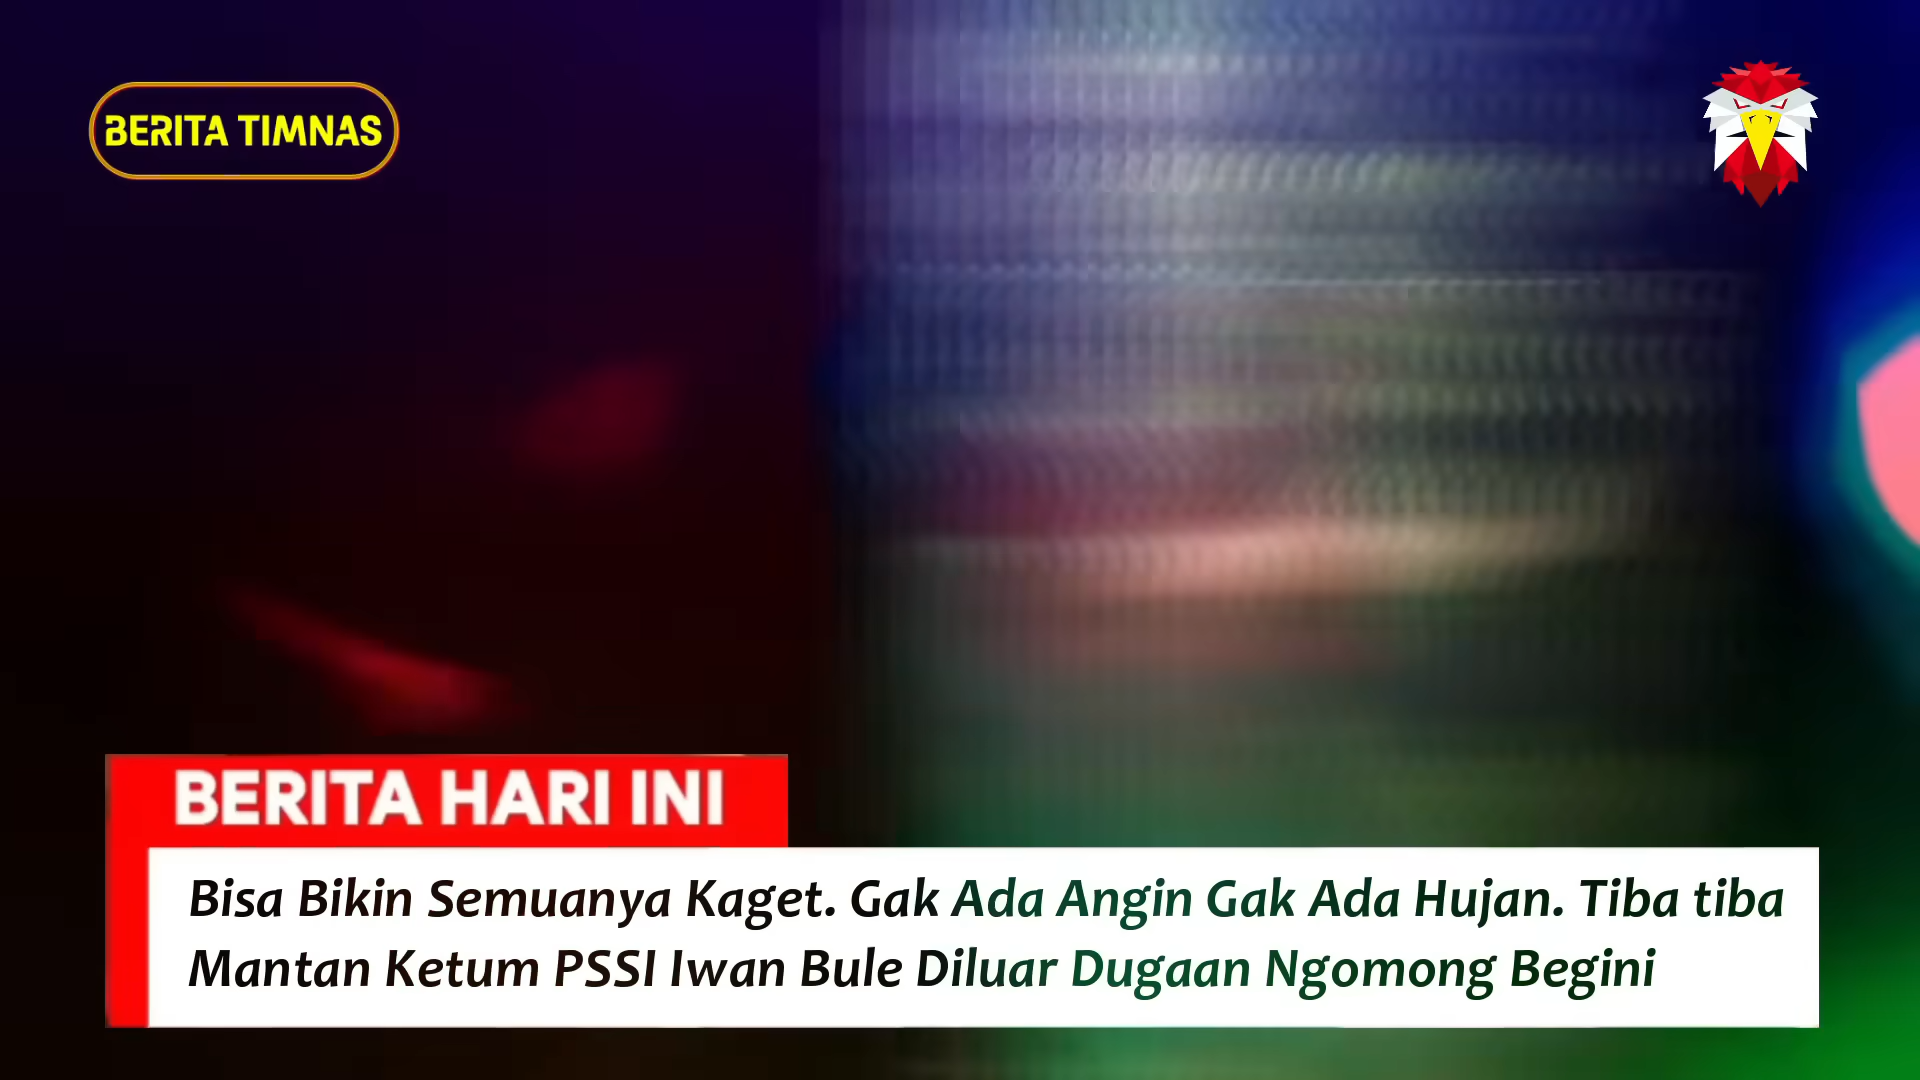 BERITA TIMNAS
BERITA HARI INI
Bisa Bikin Semuanya Kaget. Gak Ada Angin Gak Ada Hujan. Tiba tiba
Mantan Ketum PSSI Iwan Bule Diluar Dugaan Ngomong Begini